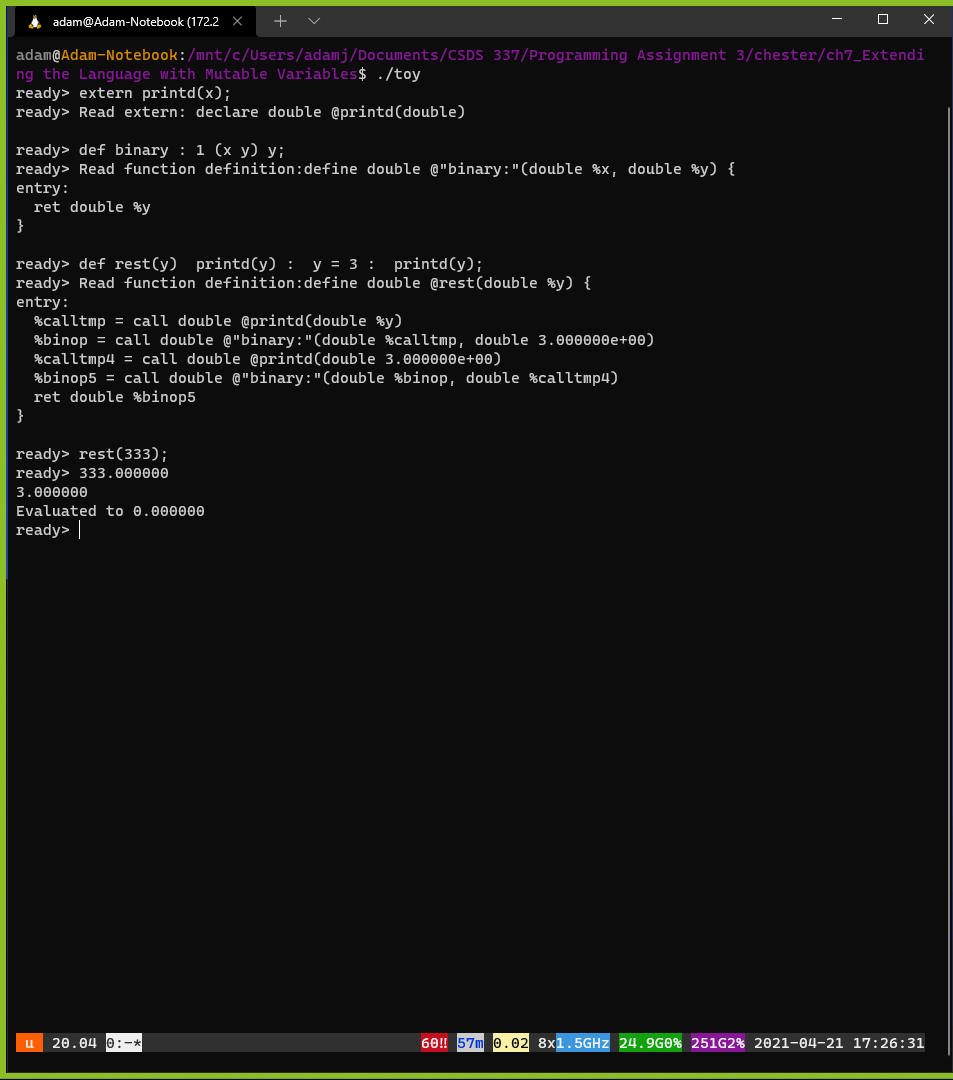 adam@Adam-Notebook (172.2
adam@Adam-Notebook:/mnt/c/Users/adamj/Documents/CSDS 337/Programming Assignment 3/chester/ch7_Extendi
ng the Language with Mutable Variables$ ./toy
ready> extern printd(x);
ready> Read extern: declare double @printd(double)
ready> def binary : 1 (x y) y;
ready> Read function definition:define double @"binary:"(double %x, double %y) {
entry:
  ret double %y
}
ready> def rest(y)  printd(y) :  y = 3 :  printd(y);
ready> Read function definition:define double @rest(double %y) {
entry:
  %calltmp = call double @printd(double %y)
  %binop = call double @"binary:"(double %calltmp, double 3.000000e+00)
  %calltmp4 = call double @printd(double 3.000000e+00)
  %binop5 = call double @"binary:"(double %binop, double %calltmp4)
  ret double %binop5
}
ready> rest(333);
ready> 333.000000
3.000000
Evaluated to 0.000000
ready>
u 20.04 0:-* 60!! 57m 0.02 8x1.5GHz 24.9G0% 251G2% 2021-04-21 17:26:31